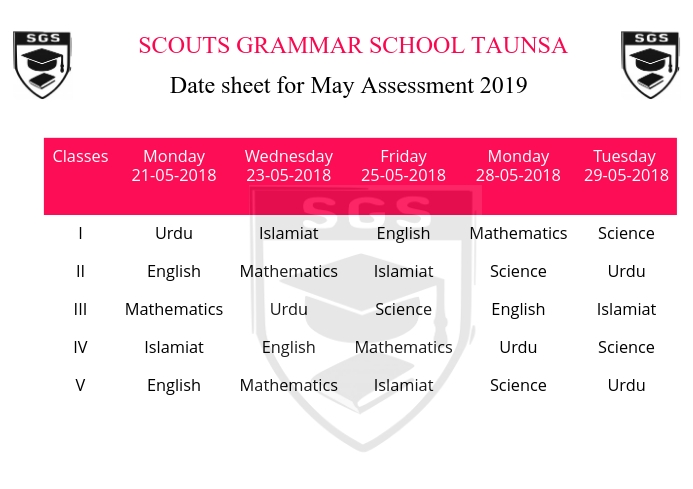 SGS
SCOUTS GRAMMAR SCHOOL TAUNSA
SGS
Date sheet for May Assessment 2019
Classes Monday Wednesday Friday Monday Tuesday
21-05-2018 23-05-2018 25-05-2018 28-05-2018 29-05-2018
SGS
I Urdu Islamiat English Mathematics Science
II English Mathematics Islamiat Science Urdu
III Mathematics Urdu Science English Islamiat
IV Islamiat English Mathematics Urdu Science
V English Mathematics Islamiat Science Urdu